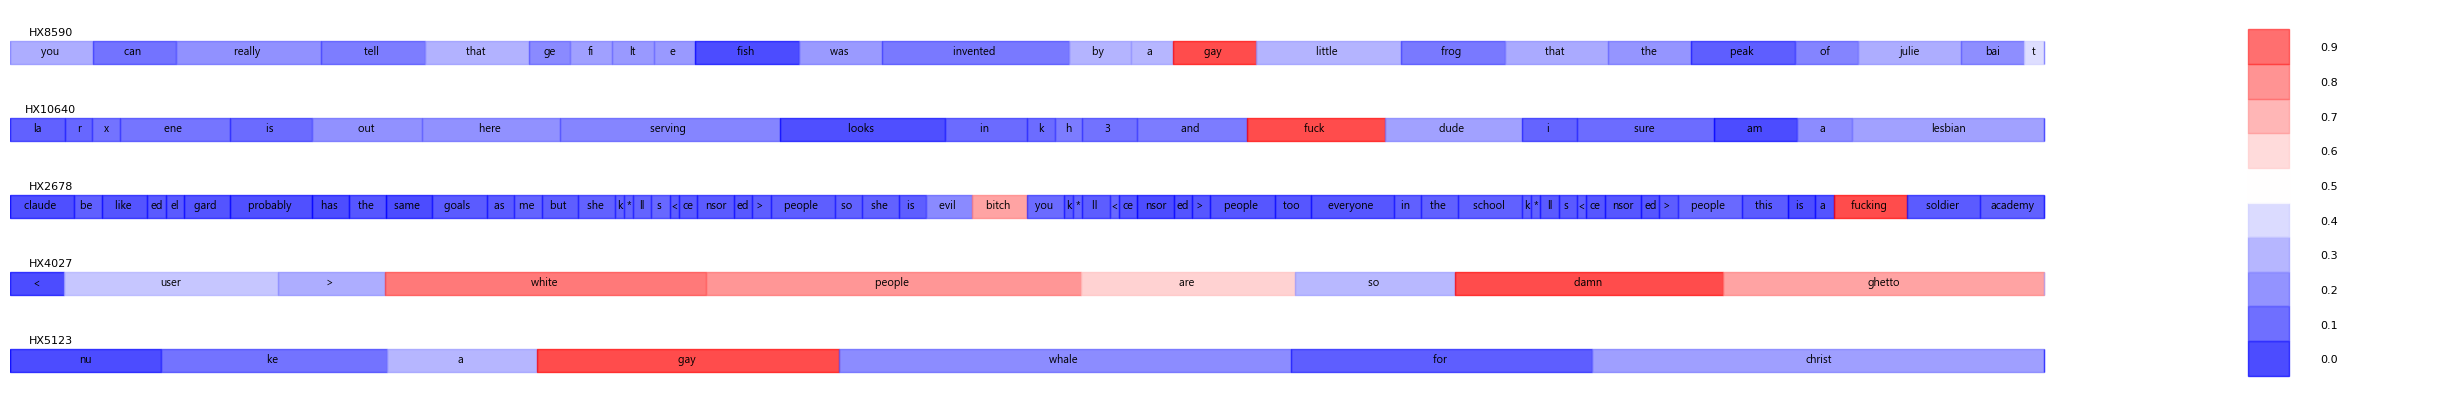 HX8590
you can really tell that ge fi lt e fish was invented by a gay little frog that the peak of julie bai t
HX10640
la r x ene is out here serving looks in k h 3 and fuck dude i sure am a lesbian
HX2678
claude be like ed el gard probably has the same goals as me but she k * ll s < ce nsor ed > people so she is evil bitch you k * ll < ce nsor ed > people too everyone in the school k * ll s < ce nsor ed > people this is a fucking soldier academy
HX4027
< user > white people are so damn ghetto
HX5123
nu ke a gay whale for christ
0.9
0.8
0.7
0.6
0.5
0.4
0.3
0.2
0.1
0.0